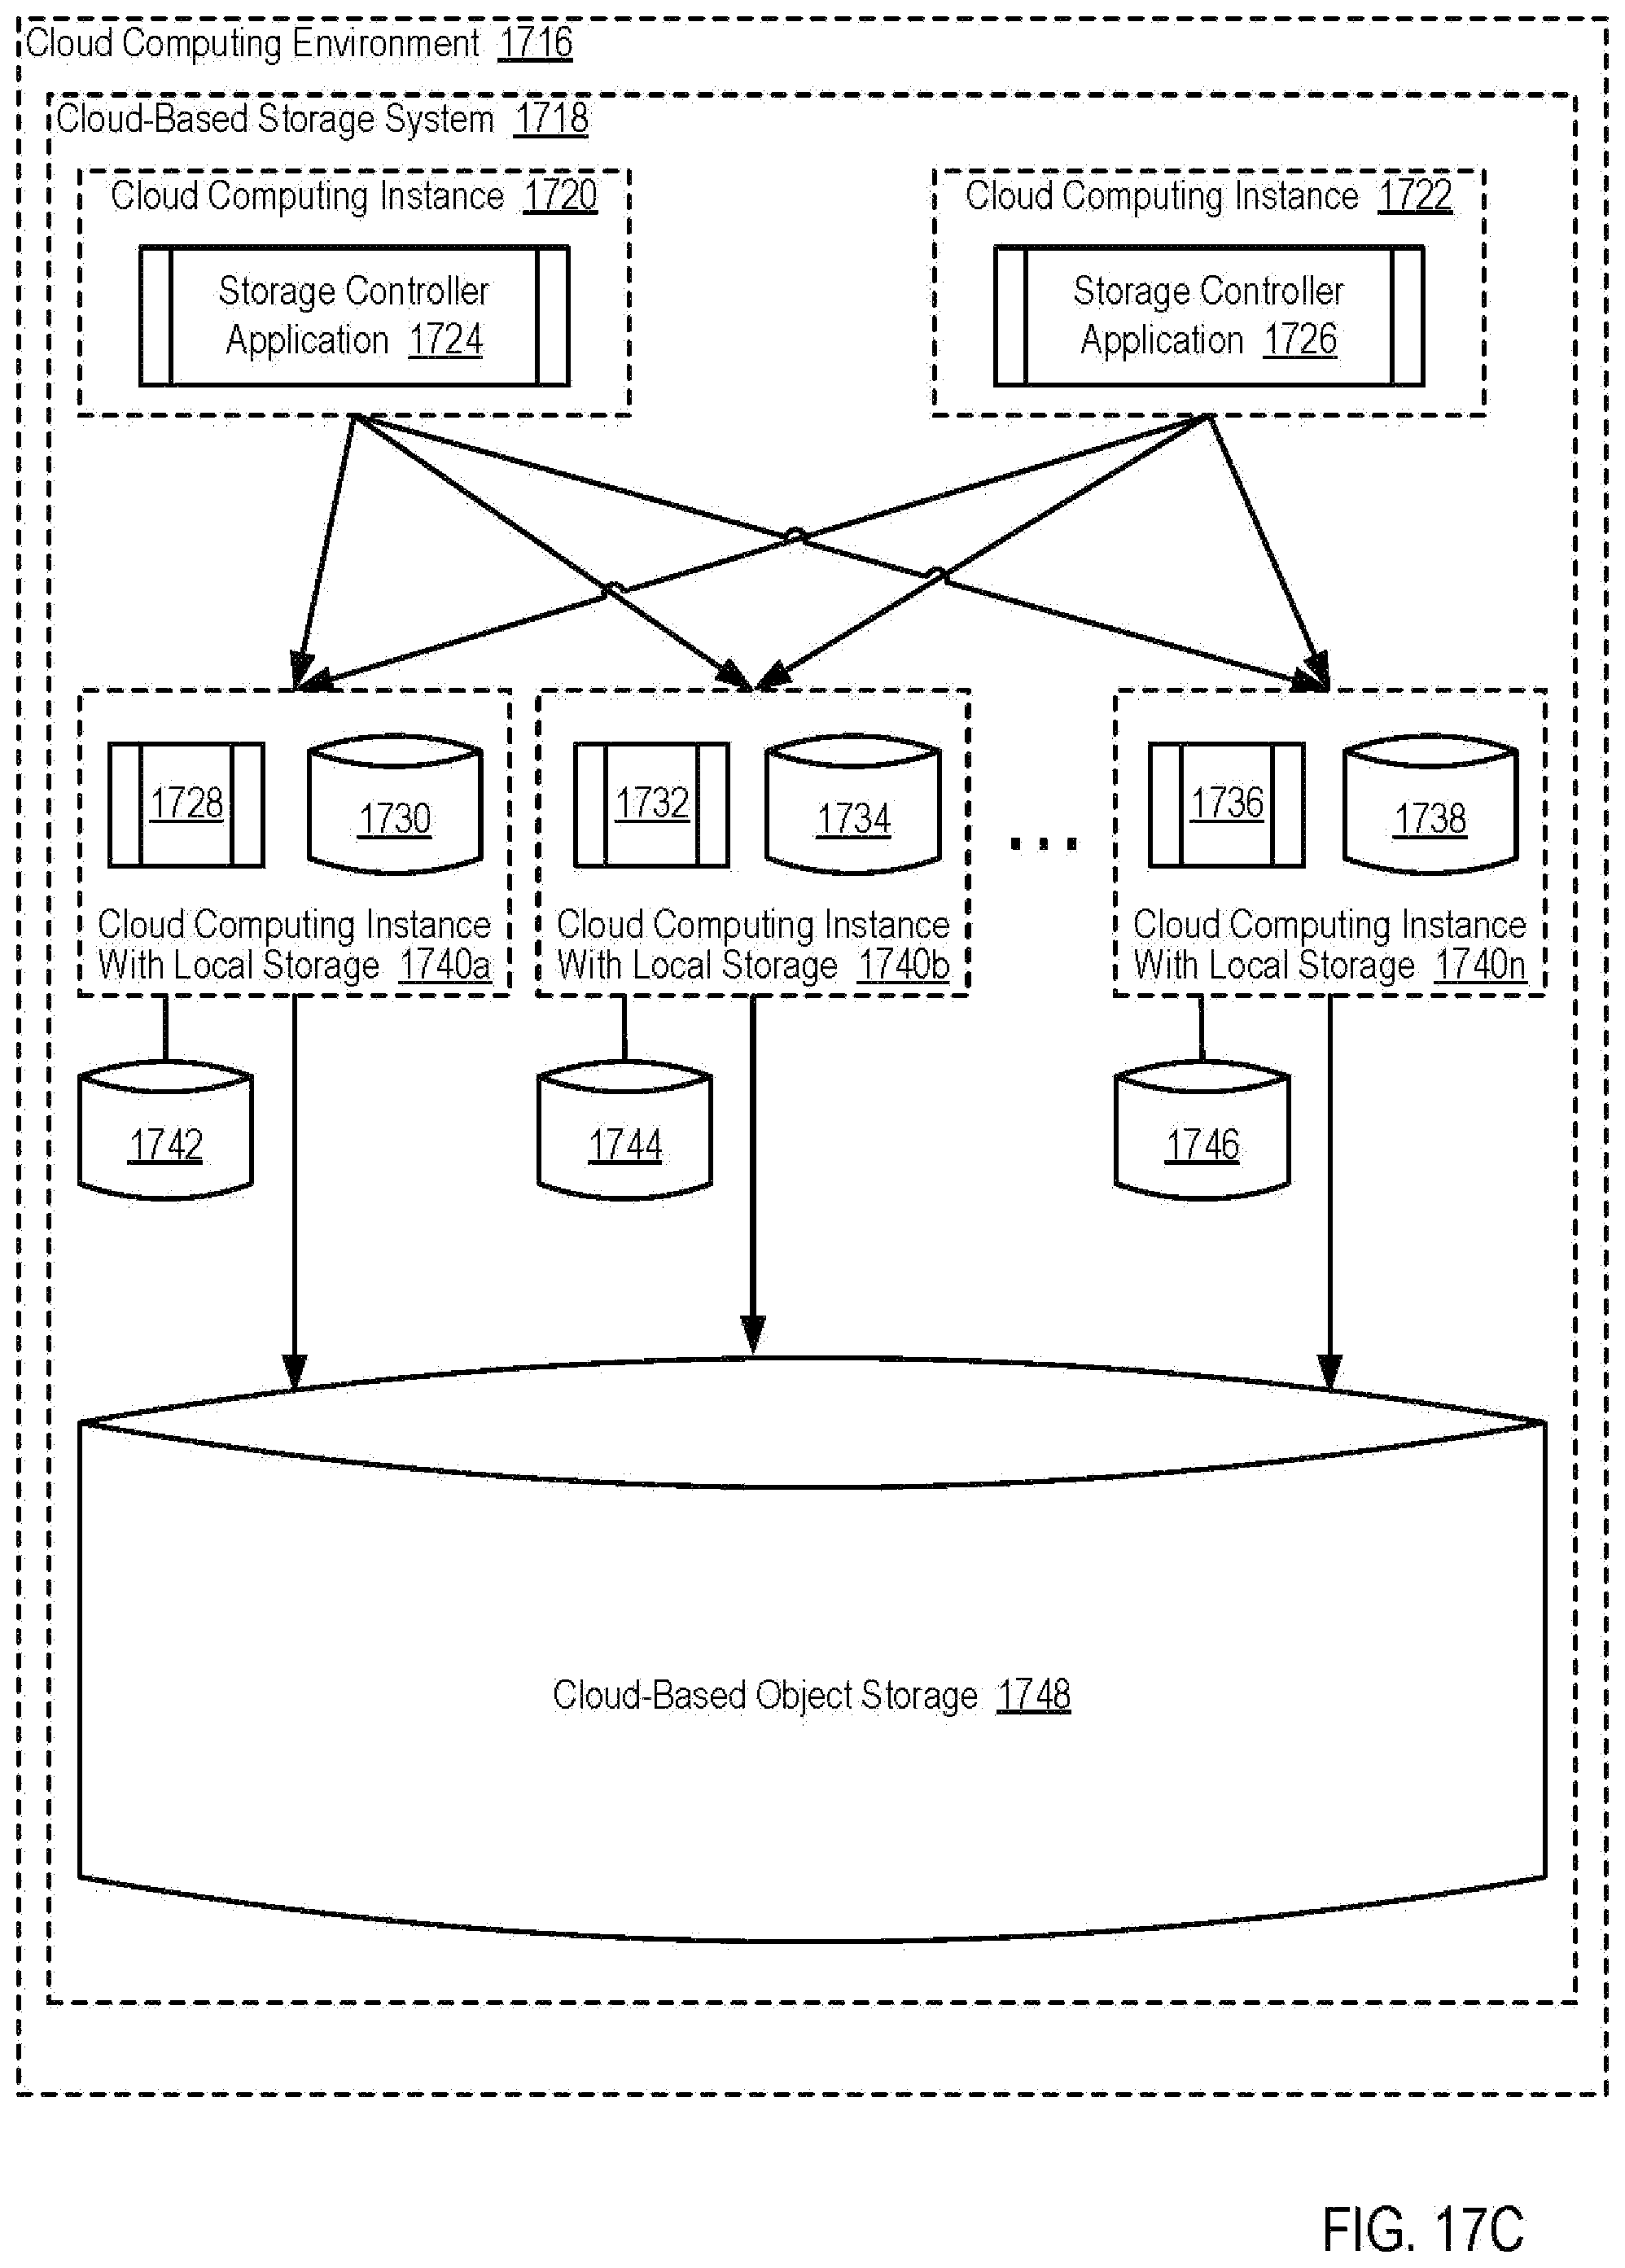 Cloud Computing Environment 1716
Cloud-Based Storage System 1718
Cloud Computing Instance 1720
Storage Controller
Application 1724
Cloud Computing Instance 1722
Storage Controller
Application 1726
1728
1730
Cloud Computing Instance
With Local Storage 1740a
1732
1734
Cloud Computing Instance
With Local Storage 1740b
...
1736
1738
Cloud Computing Instance
With Local Storage 1740n
1742
1744
1746
Cloud-Based Object Storage 1748
FIG. 17C